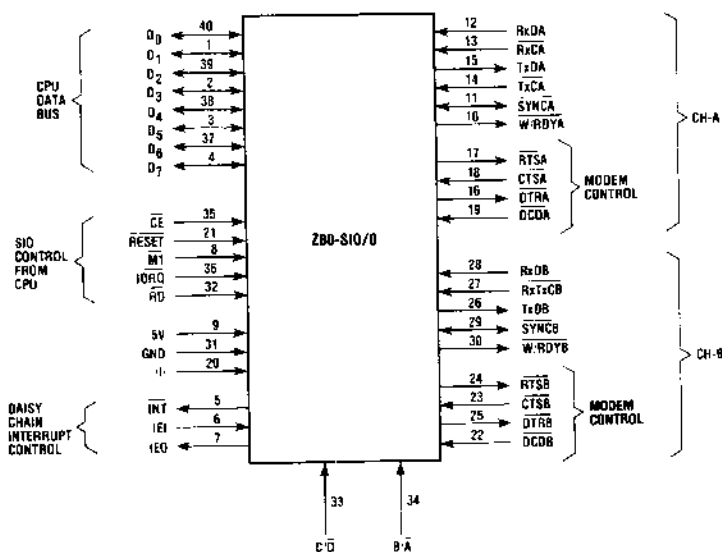 D0 40
D1 1
D2 39
D3 2
D4 38
D5 3
D6 37
D7 4
CPU
DATA
BUS
CE 35
RESET 21
M1 8
IORQ 36
RD 32
SIO
CONTROL
FROM
CPU
5V 9
GND 31
Φ 20
INT 5
IEI 6
IEO 7
DAISY
CHAIN
INTERRUPT
CONTROL
Z80-SIO/0
33
C/D
34
B/A
12 RxDA
13 RxCA
15 TxDA
14 TxCA
11 SYNCA
10 W/RDYA
17 RTSA
18 CTSA
16 DTRA
19 DCDA
MODEM
CONTROL
CH-A
28 RxDB
27 RxTxCB
26 TxDB
29 SYNCB
30 W/RDYB
24 RTSB
23 CTSB
25 DTRB
22 DCDB
MODEM
CONTROL
CH-B